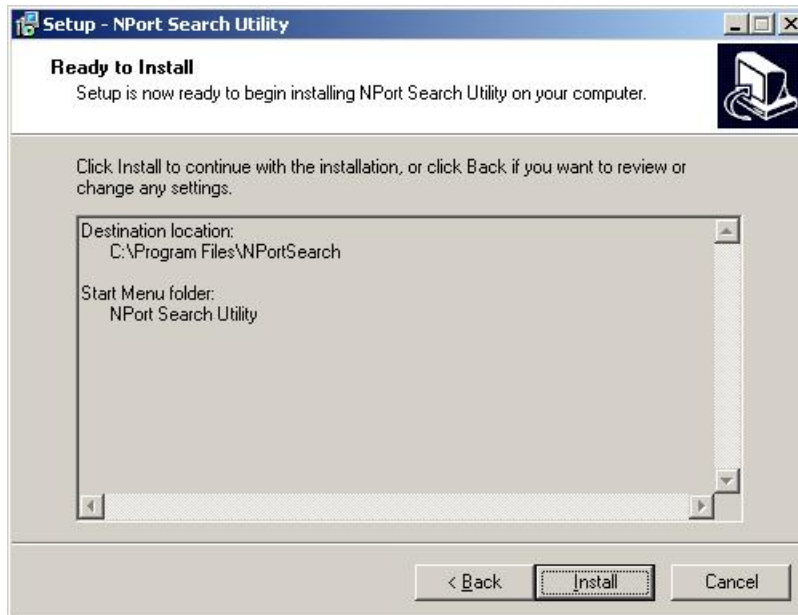 Setup - NPort Search Utility
Ready to Install
Setup is now ready to begin installing NPort Search Utility on your computer.
Click Install to continue with the installation, or click Back if you want to review or
change any settings.
Destination location:
C:\Program Files\NPortSearch
Start Menu folder:
NPort Search Utility
< Back
Install
Cancel